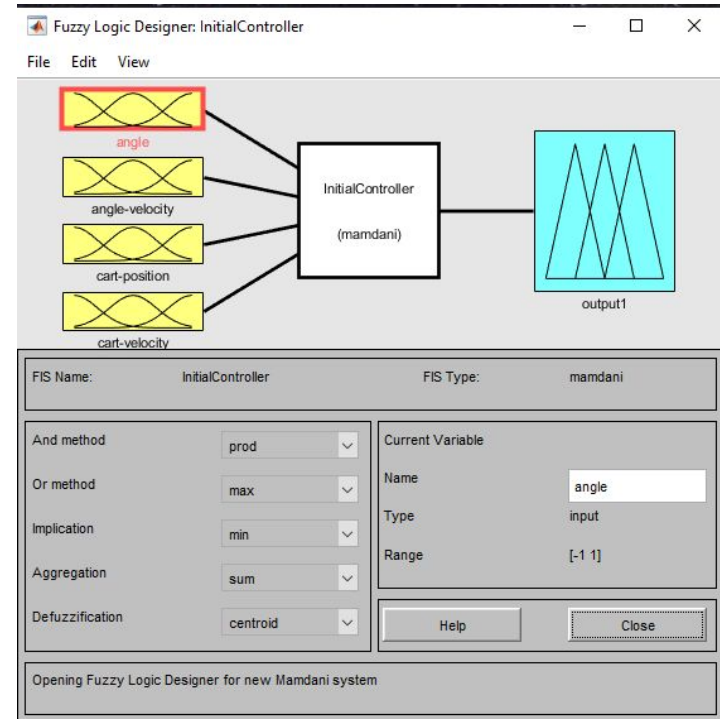 Fuzzy Logic Designer: InitialController
File Edit View
angle
angle-velocity
cart-position
cart-velocity
InitialController
(mamdani)
output1
FIS Name: InitialController FIS Type: mamdani
And method prod
Or method max
Implication min
Aggregation sum
Defuzzification centroid
Current Variable
Name angle
Type input
Range [-1 1]
Help Close
Opening Fuzzy Logic Designer for new Mamdani system